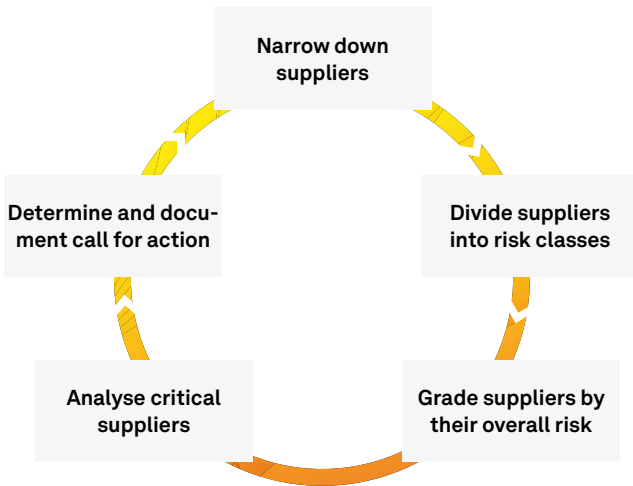 Narrow down
suppliers
Divide suppliers
into risk classes
Grade suppliers by
their overall risk
Analyse critical
suppliers
Determine and docu-
ment call for action